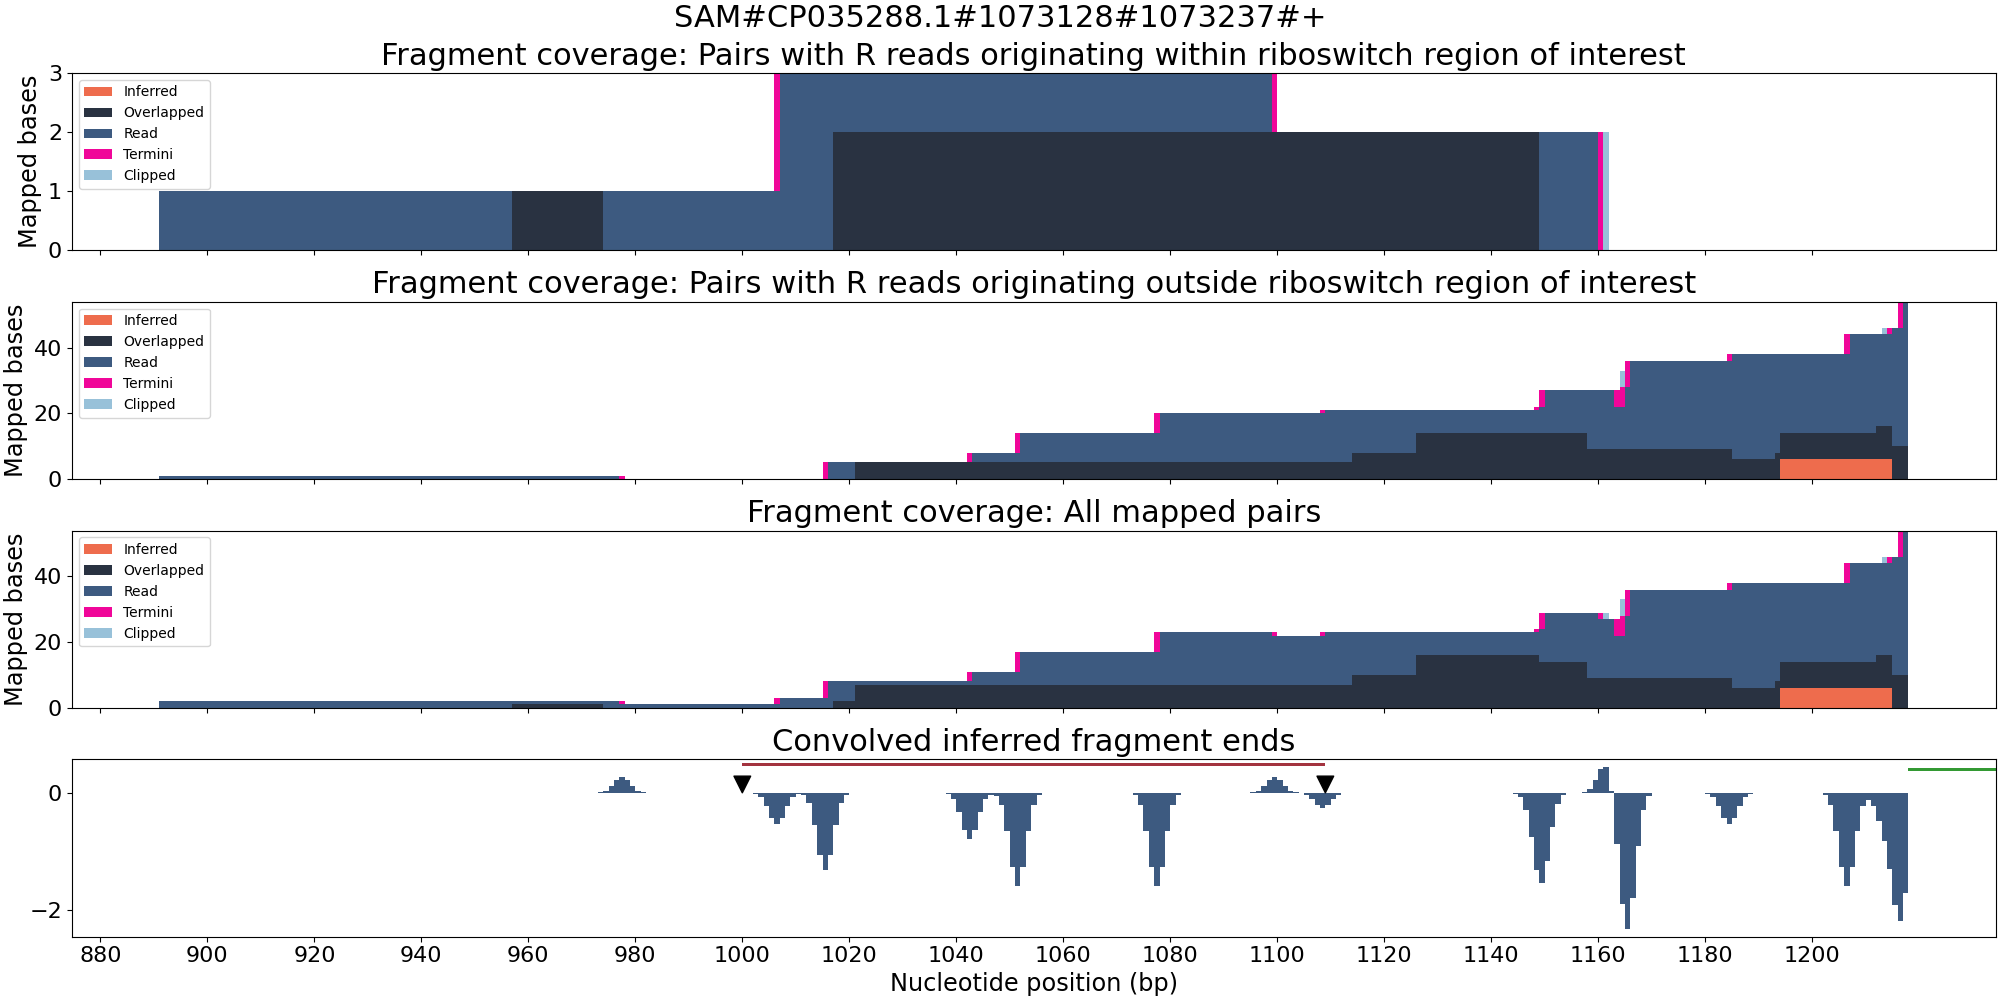 SAM#CP035288.1#1073128#1073237#+
Fragment coverage: Pairs with R reads originating within riboswitch region of interest
Mapped bases
3
2
1
0
Inferred
Overlapped
Read
Termini
Clipped
Fragment coverage: Pairs with R reads originating outside riboswitch region of interest
Mapped bases
40
20
0
Inferred
Overlapped
Read
Termini
Clipped
Fragment coverage: All mapped pairs
Mapped bases
40
20
0
Inferred
Overlapped
Read
Termini
Clipped
Convolved inferred fragment ends
0
−2
880 900 920 940 960 980 1000 1020 1040 1060 1080 1100 1120 1140 1160 1180 1200
Nucleotide position (bp)